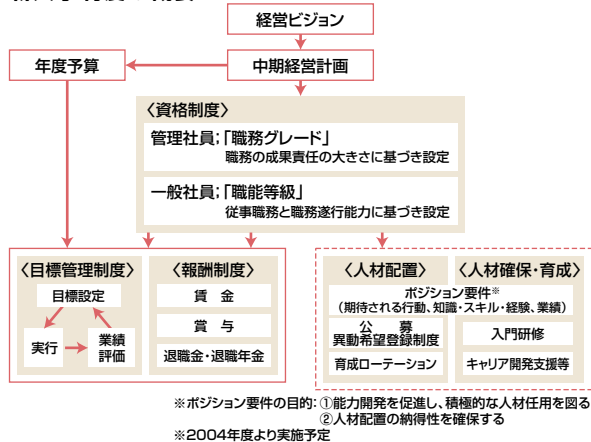 経営ビジョン
年度予算
中期経営計画
〈資格制度〉
管理社員;「職務グレード」
職務の成果責任の大きさに基づき設定
一般社員;「職能等級」
従事職務と職務遂行能力に基づき設定
〈目標管理制度〉
目標設定
実行
業績
評価
〈報酬制度〉
賃 金
賞 与
退職金・退職年金
〈人材配置〉
〈人材確保・育成〉
ポジション要件※
(期待される行動、知識・スキル・経験、業績)
公 募
異動希望登録制度
育成ローテーション
入門研修
キャリア開発支援等
※ポジション要件の目的: ①能力開発を促進し、積極的な人材任用を図る
②人材配置の納得性を確保する
※2004年度より実施予定